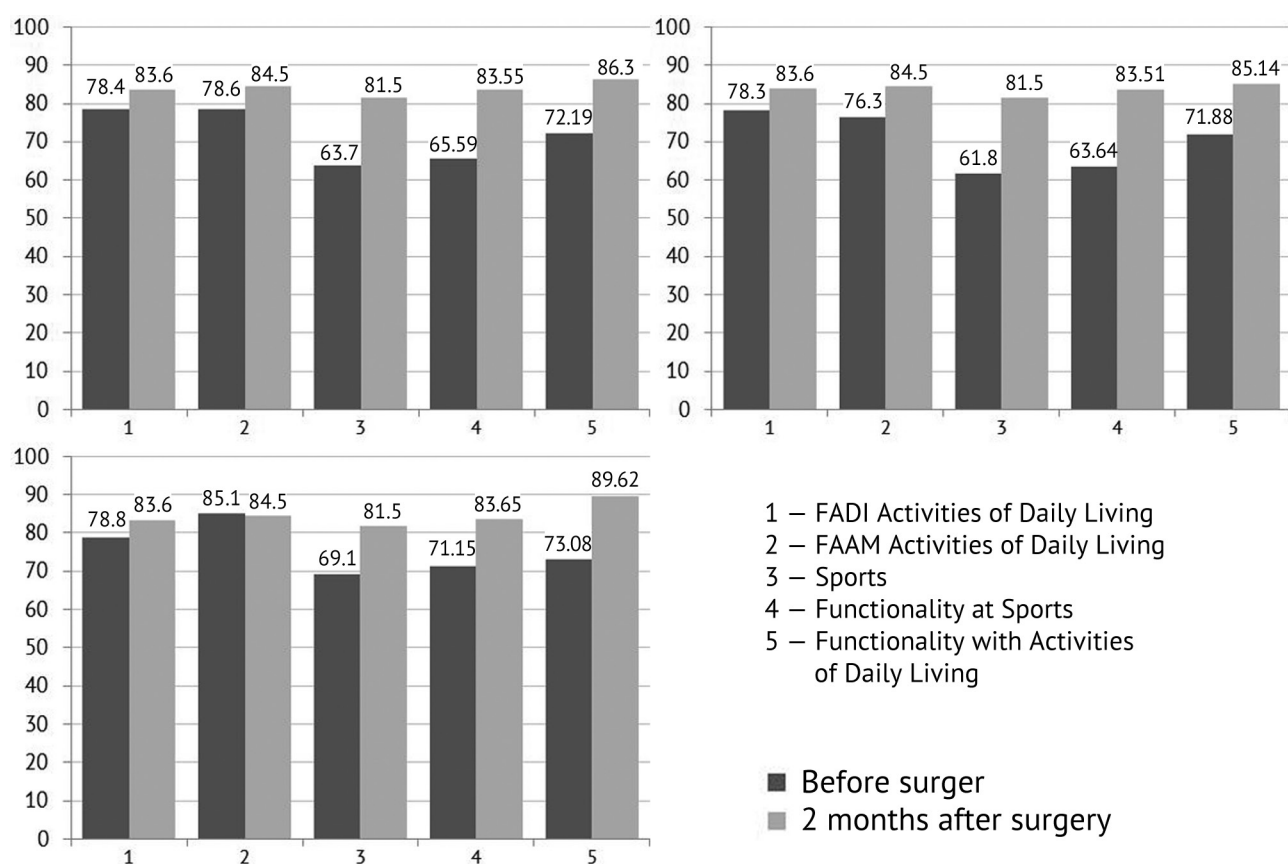 100
90
80
70
60
50
40
30
20
10
0
78.4 83.6 78.6 84.5 63.7 81.5 65.59 83.55 72.19 86.3
1 2 3 4 5
100
90
80
70
60
50
40
30
20
10
0
78.3 83.6 76.3 84.5 61.8 81.5 63.64 83.51 71.88 85.14
1 2 3 4 5
100
90
80
70
60
50
40
30
20
10
0
78.8 83.6 85.1 84.5 69.1 81.5 71.15 83.65 73.08 89.62
1 2 3 4 5
1 — FADI Activities of Daily Living
2 — FAAM Activities of Daily Living
3 — Sports
4 — Functionality at Sports
5 — Functionality with Activities
of Daily Living
Before surger
2 months after surgery